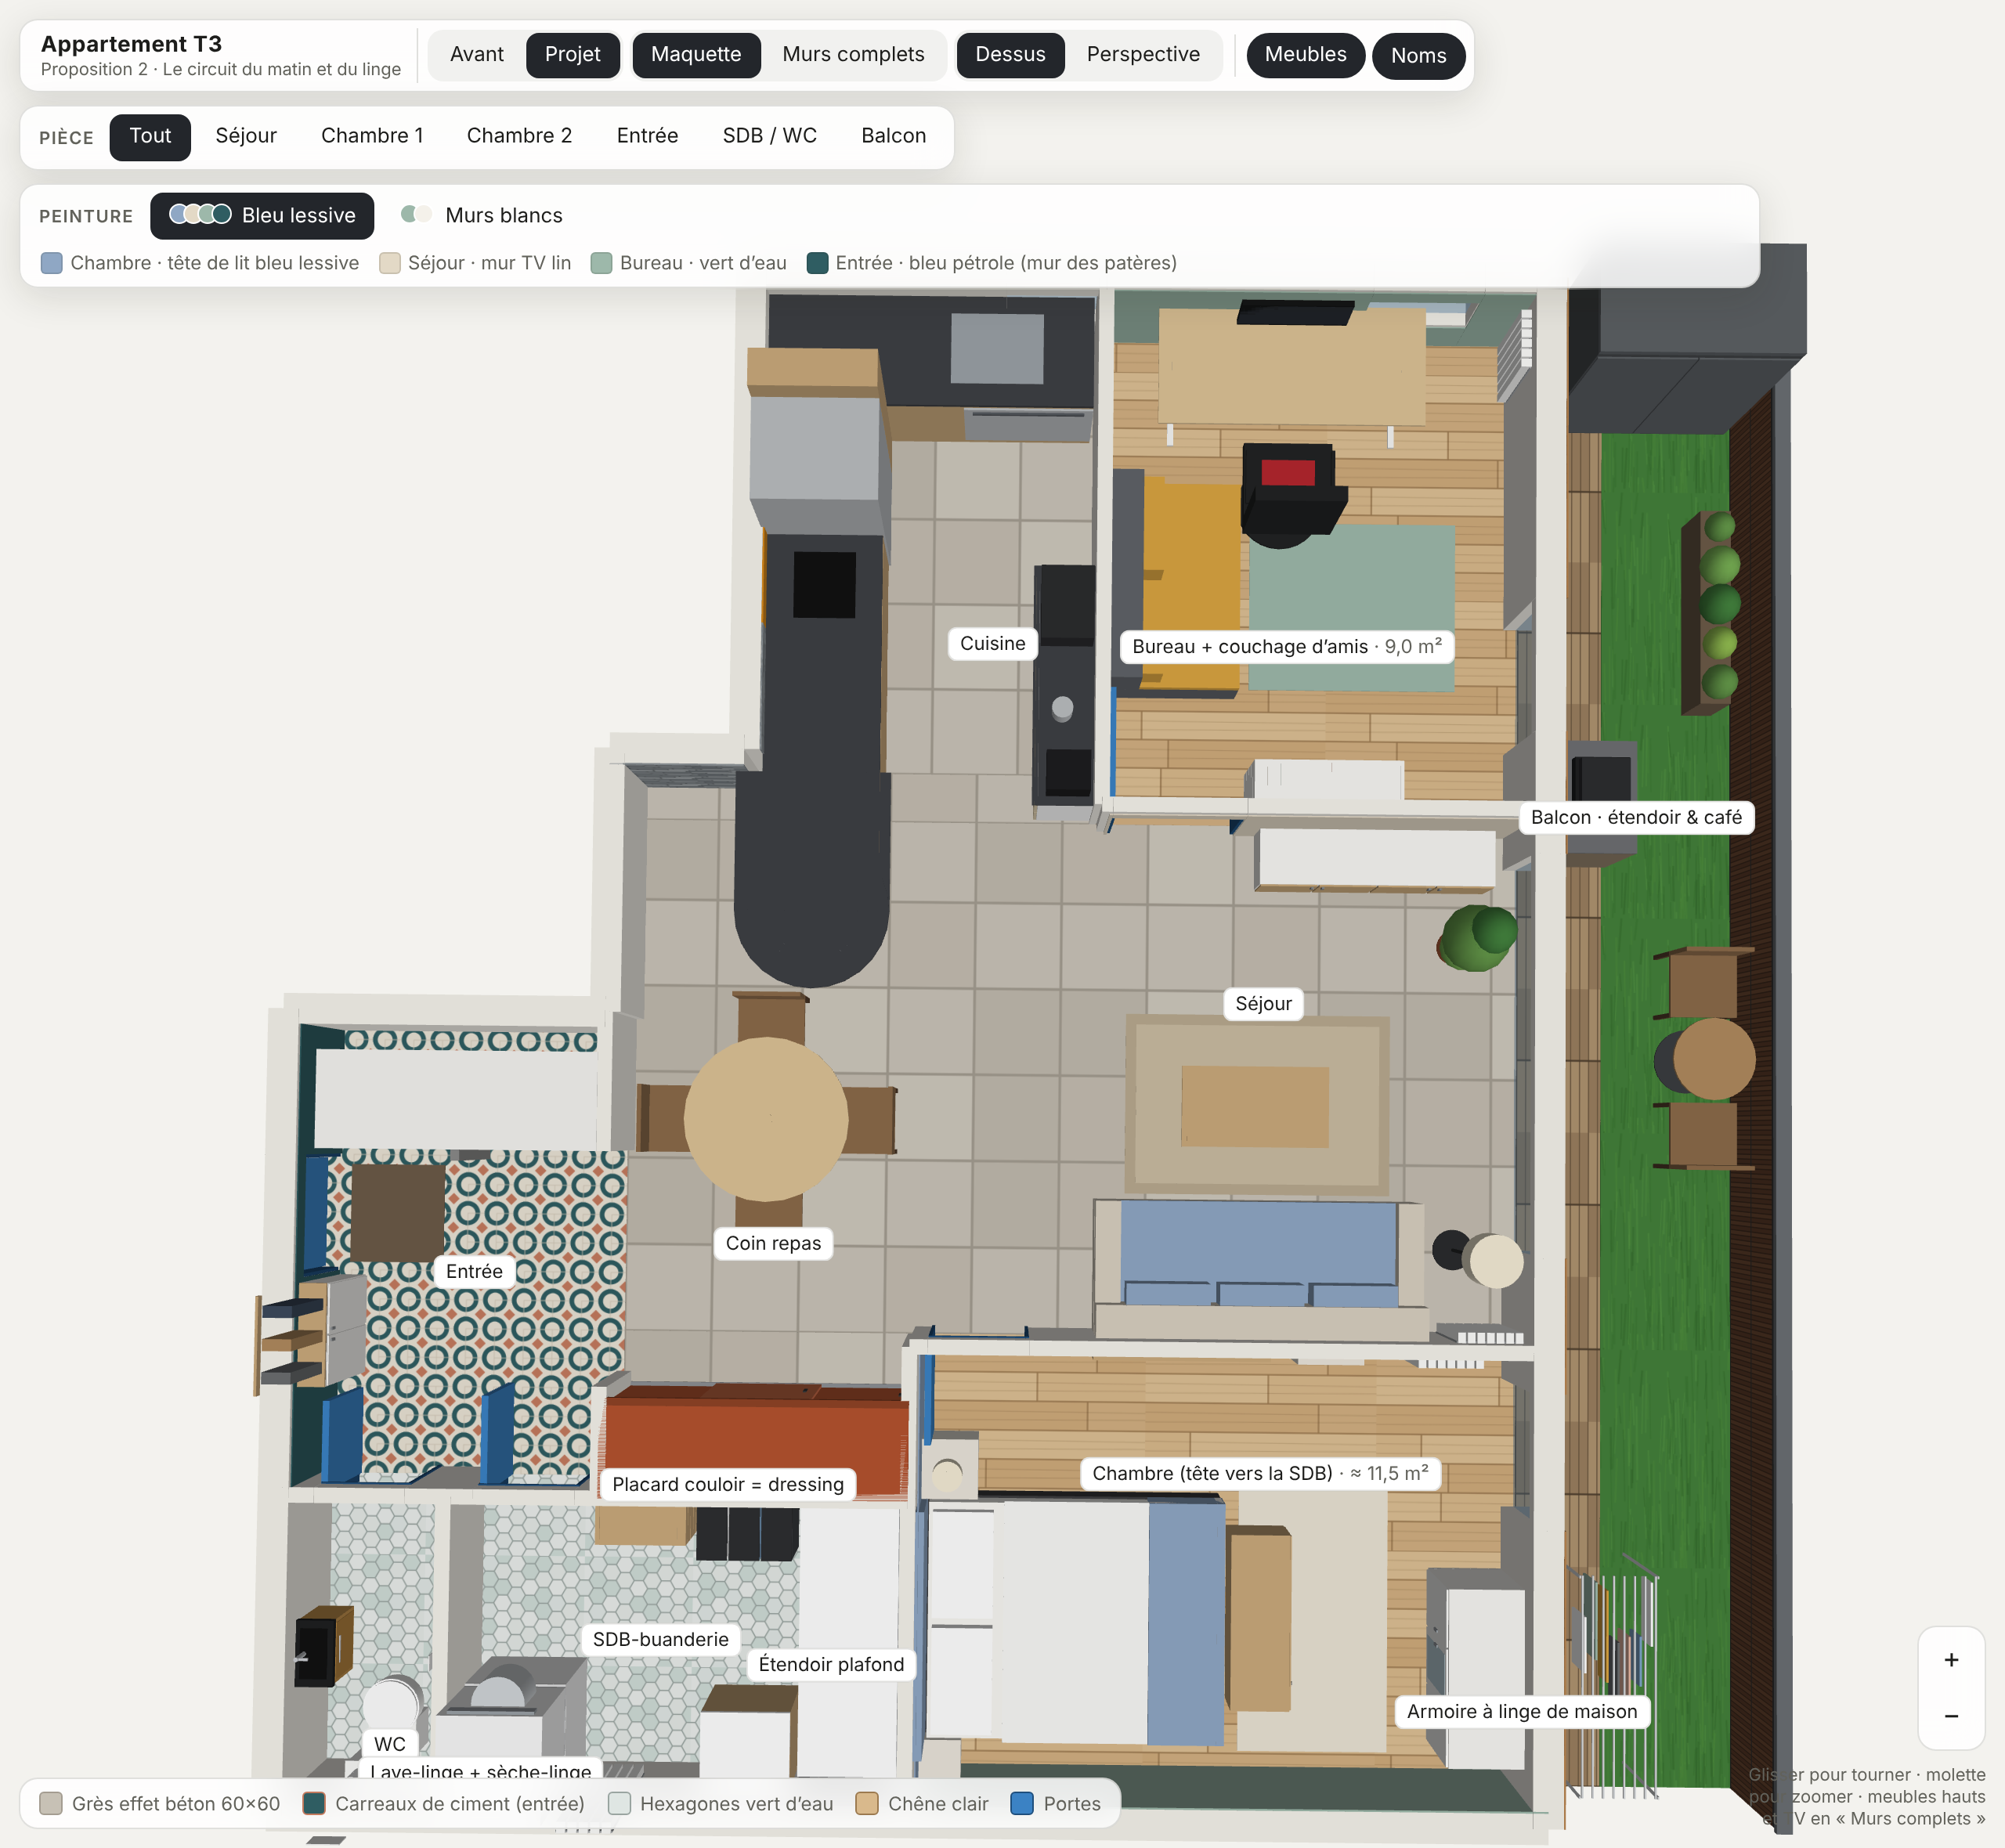 Appartement T3
Proposition 2 · Le circuit du matin et du linge
Avant
Projet
Maquette
Murs complets
Dessus
Perspective
Meubles
Noms
PIÈCE
Tout
Séjour
Chambre 1
Chambre 2
Entrée
SDB / WC
Balcon
PEINTURE
Bleu lessive
Murs blancs
Chambre · tête de lit bleu lessive
Séjour · mur TV lin
Bureau · vert d’eau
Entrée · bleu pétrole (mur des patères)
Cuisine
Bureau + couchage d’amis · 9,0 m²
Balcon · étendoir & café
Séjour
Coin repas
Entrée
Chambre (tête vers la SDB) · ≈ 11,5 m²
Placard couloir = dressing
SDB-buanderie
Étendoir plafond
Armoire à linge de maison
WC
Lave-linge + sèche-linge
+
−
Glisser pour tourner · molette
pour zoomer · meubles hauts
et TV en « Murs complets »
Grès effet béton 60×60
Carreaux de ciment (entrée)
Hexagones vert d’eau
Chêne clair
Portes